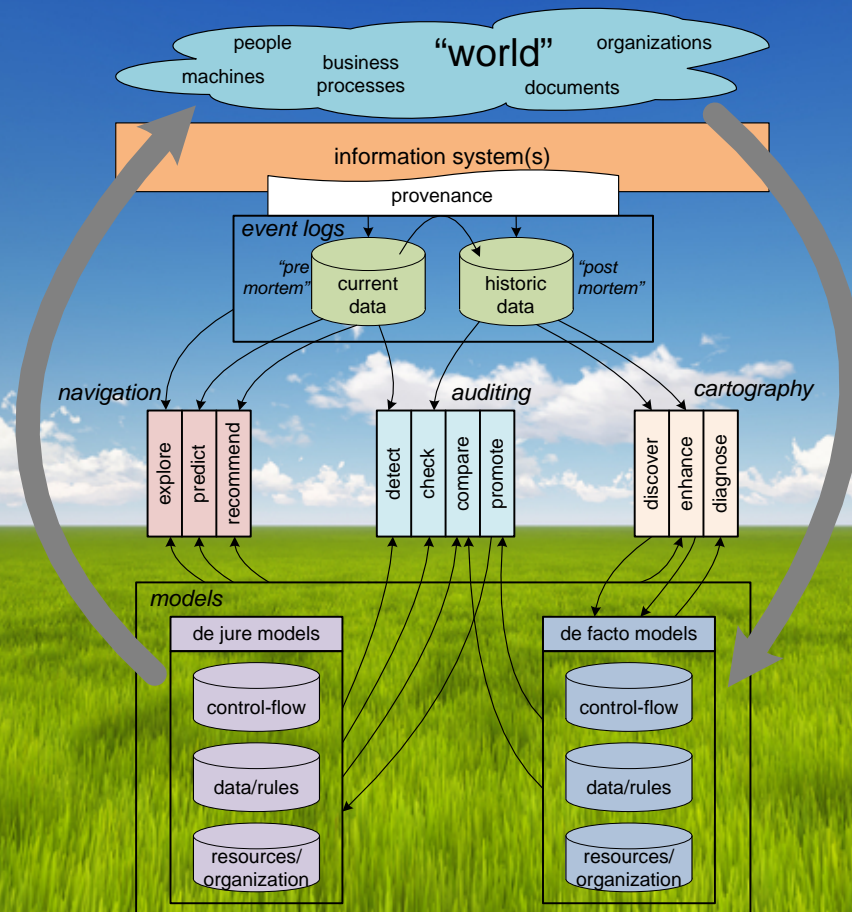 people
“world”
organizations
machines
business
processes
documents
information system(s)
provenance
event logs
“pre
mortem”
current
data
historic
data
“post
mortem”
navigation
auditing
cartography
explore
predict
recommend
detect
check
compare
promote
discover
enhance
diagnose
models
de jure models
de facto models
control-flow
control-flow
data/rules
data/rules
resources/
organization
resources/
organization